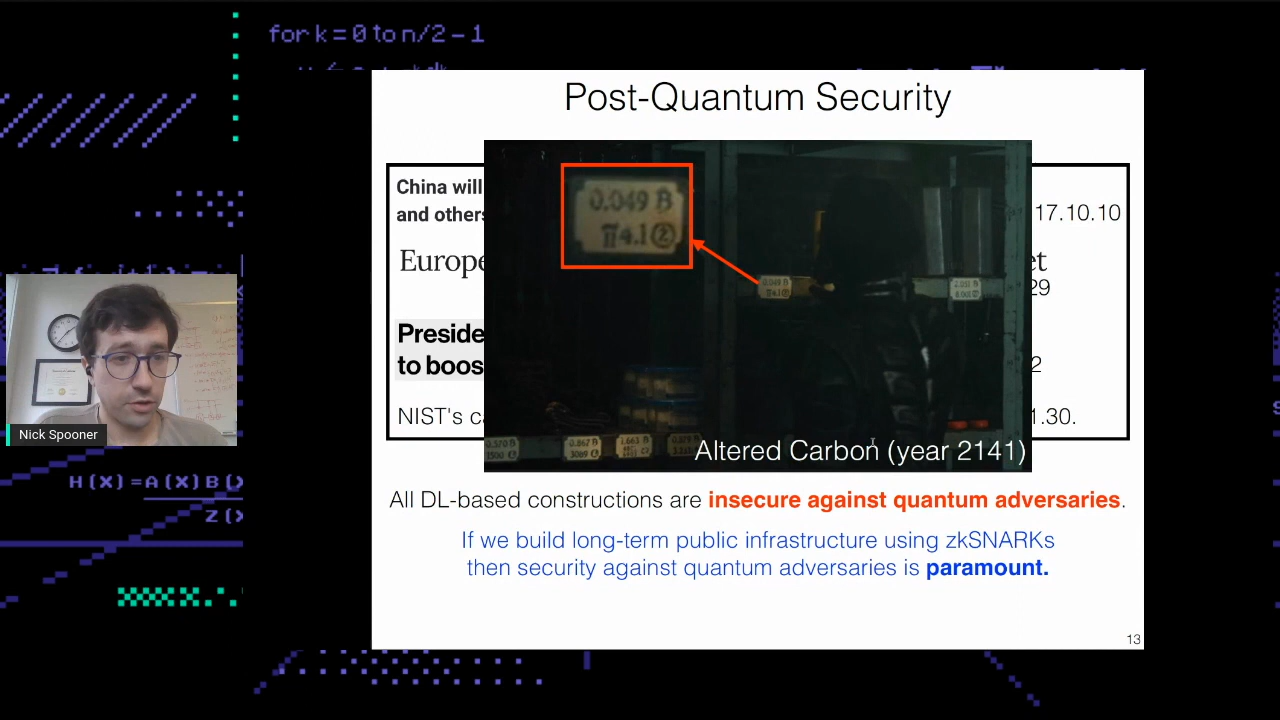 for k = 0 to n/2 - 1
Post-Quantum Security
China will
and others
17.10.10
0.049 B
Europe
et
29
Preside
to boos
2
NIST's ca
1.30.
Altered Carbon (year 2141)
Nick Spooner
H(X)=A(X)B(X
Z(X
All DL-based constructions are insecure against quantum adversaries.
If we build long-term public infrastructure using zkSNARKs
then security against quantum adversaries is paramount.
13